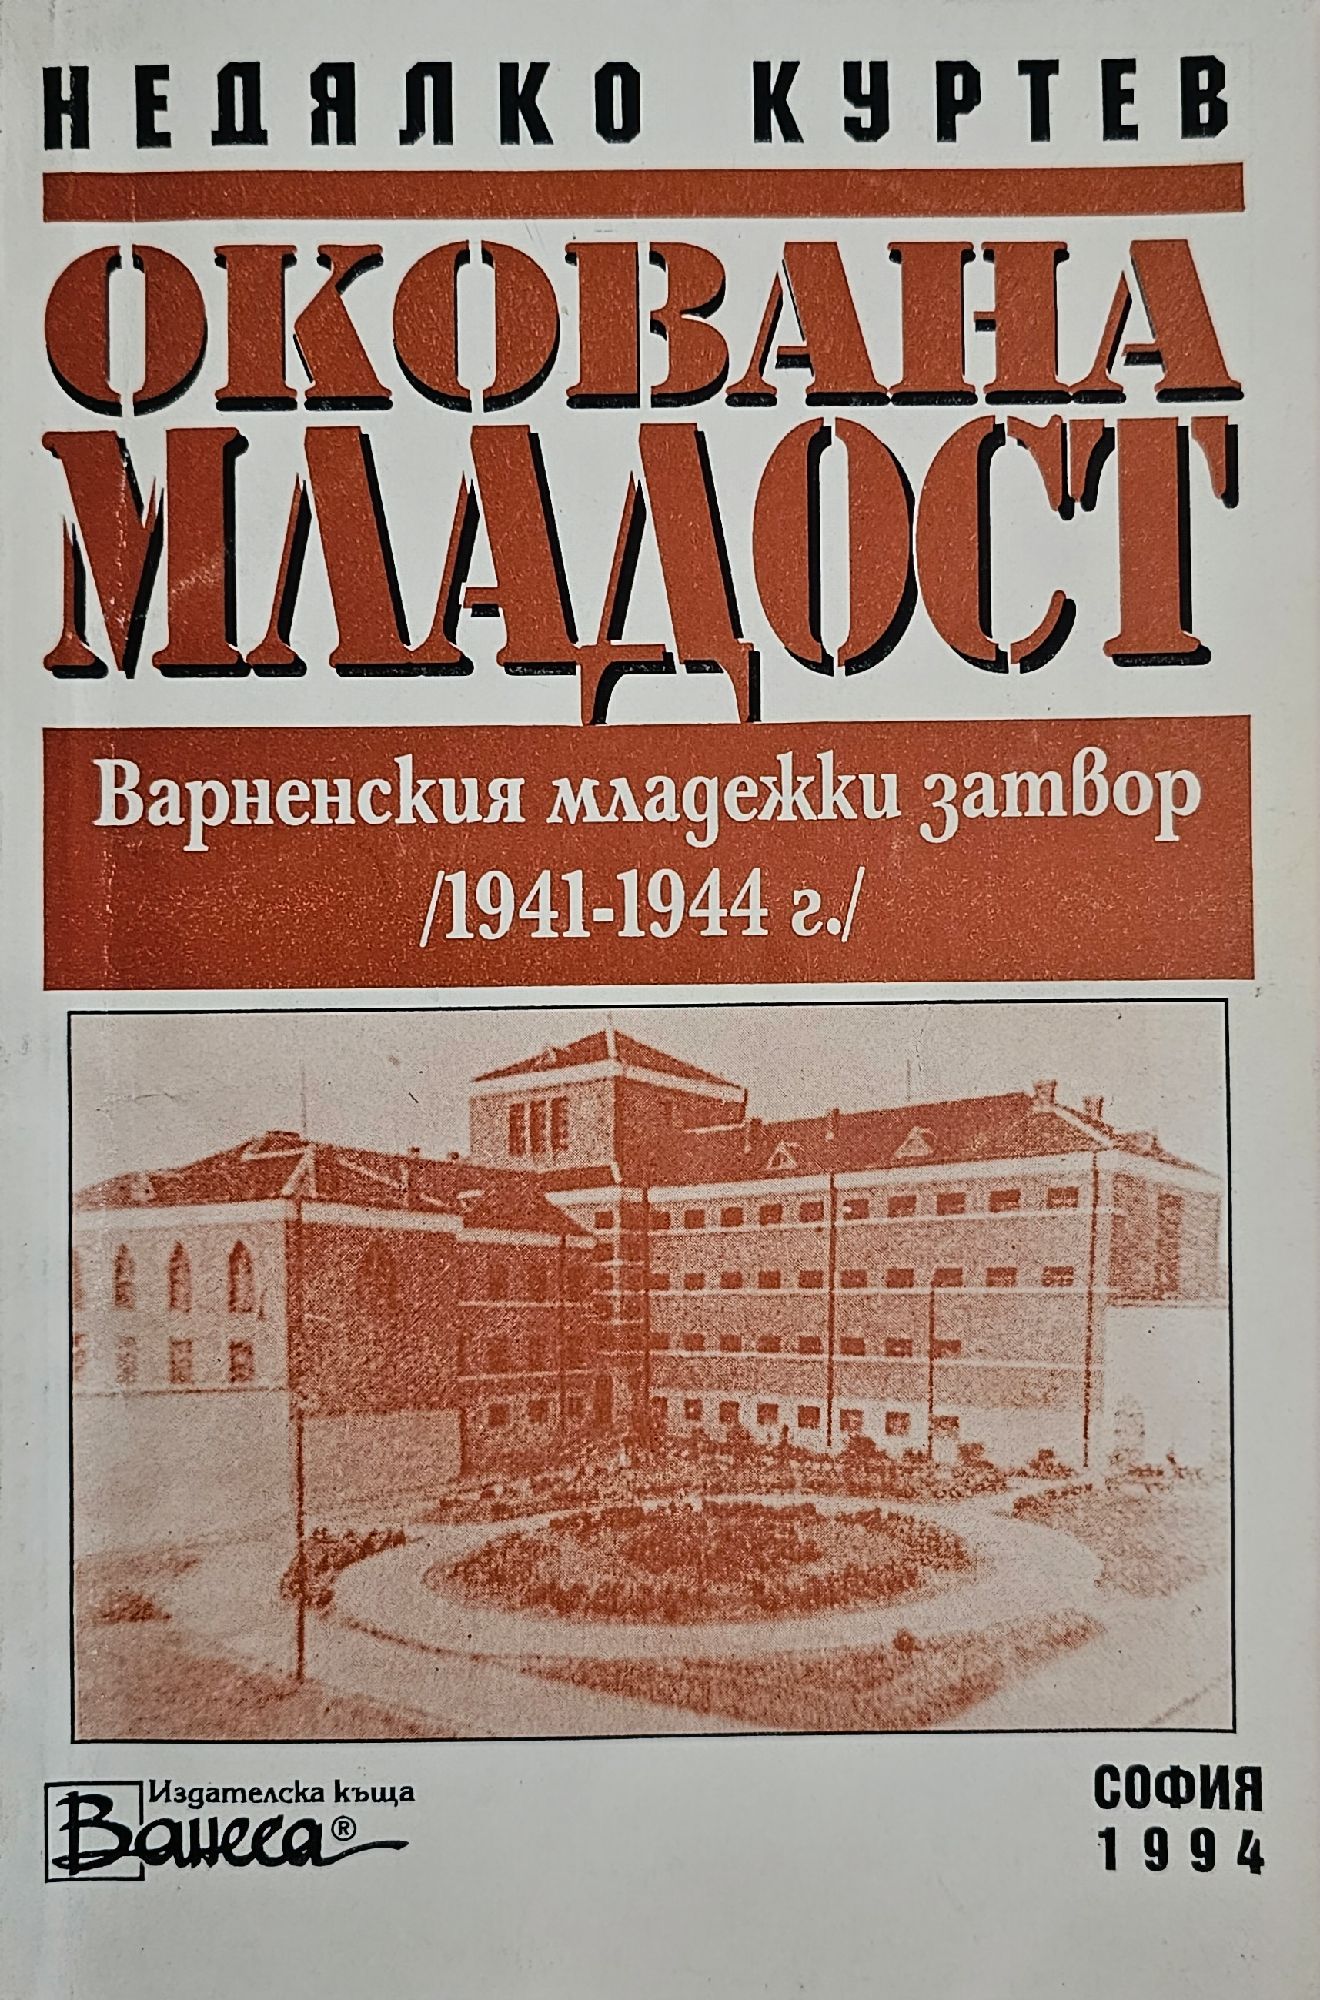 НЕДЯЛКО КУРТЕВ
ОКОВАНА
МЛАДОСТ
Варненския младежки затвор
/1941-1944 г./
Издателска къща
Ванеса®
СОФИЯ
1994